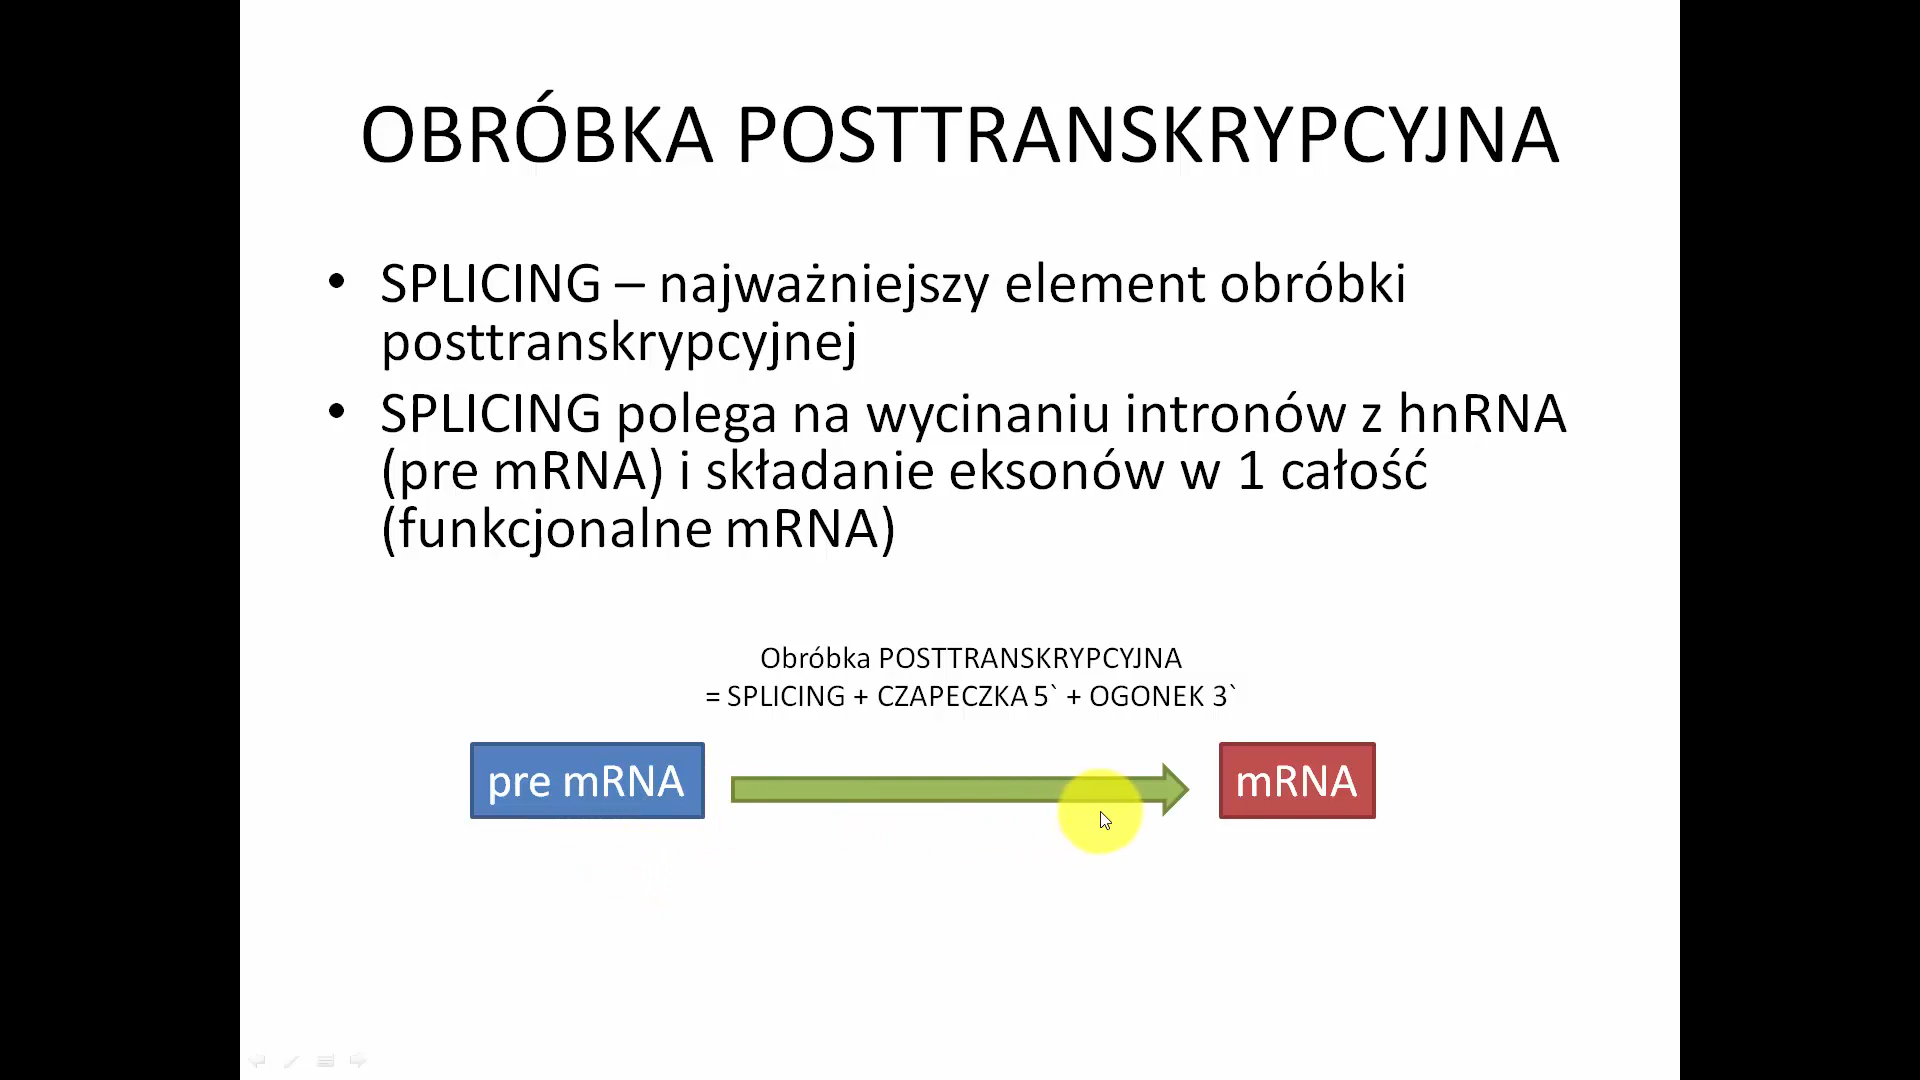 OBRÓBKA POSTTRANSKRYPCYJNA
• SPLICING – najważniejszy element obróbki
posttranskrypcyjnej
• SPLICING polega na wycinaniu intronów z hnRNA
(pre mRNA) i składanie eksonów w 1 całość
(funkcjonalne mRNA)
Obróbka POSTTRANSKRYPCYJNA
= SPLICING + CZAPECZKA 5` + OGONEK 3`
pre mRNA
mRNA